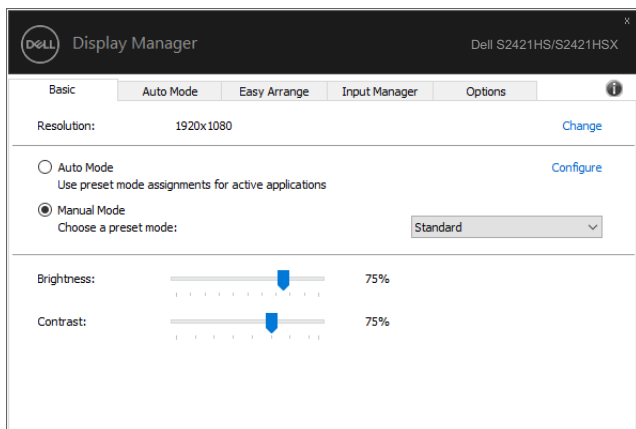 x
DELL Display Manager Dell S2421HS/S2421HSX
Basic Auto Mode Easy Arrange Input Manager Options i
Resolution: 1920x1080 Change
Auto Mode Configure
Use preset mode assignments for active applications
Manual Mode
Choose a preset mode: Standard
Brightness: 75%
Contrast: 75%